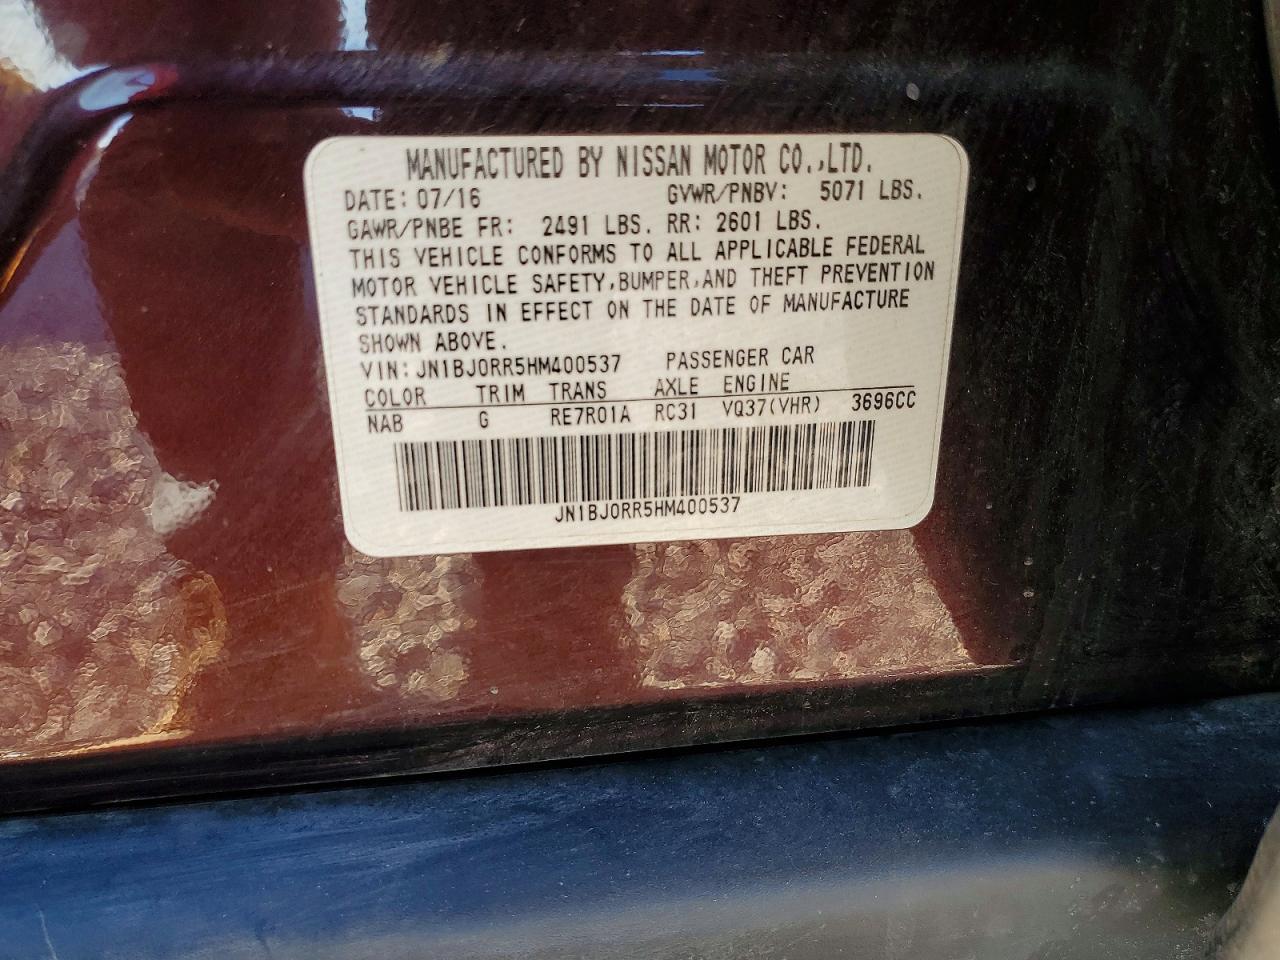 MANUFACTURED BY NISSAN MOTOR CO.,LTD.
DATE: 07/16 GVWR/PNBV: 5071 LBS.
GAWR/PNBE FR: 2491 LBS. RR: 2601 LBS.
THIS VEHICLE CONFORMS TO ALL APPLICABLE FEDERAL
MOTOR VEHICLE SAFETY,BUMPER,AND THEFT PREVENTION
STANDARDS IN EFFECT ON THE DATE OF MANUFACTURE
SHOWN ABOVE.
VIN: JN1BJ0RR5HM400537 PASSENGER CAR
COLOR TRIM TRANS AXLE ENGINE
NAB G RE7R01A RC31 VQ37(VHR) 3696CC
JN1BJ0RR5HM400537